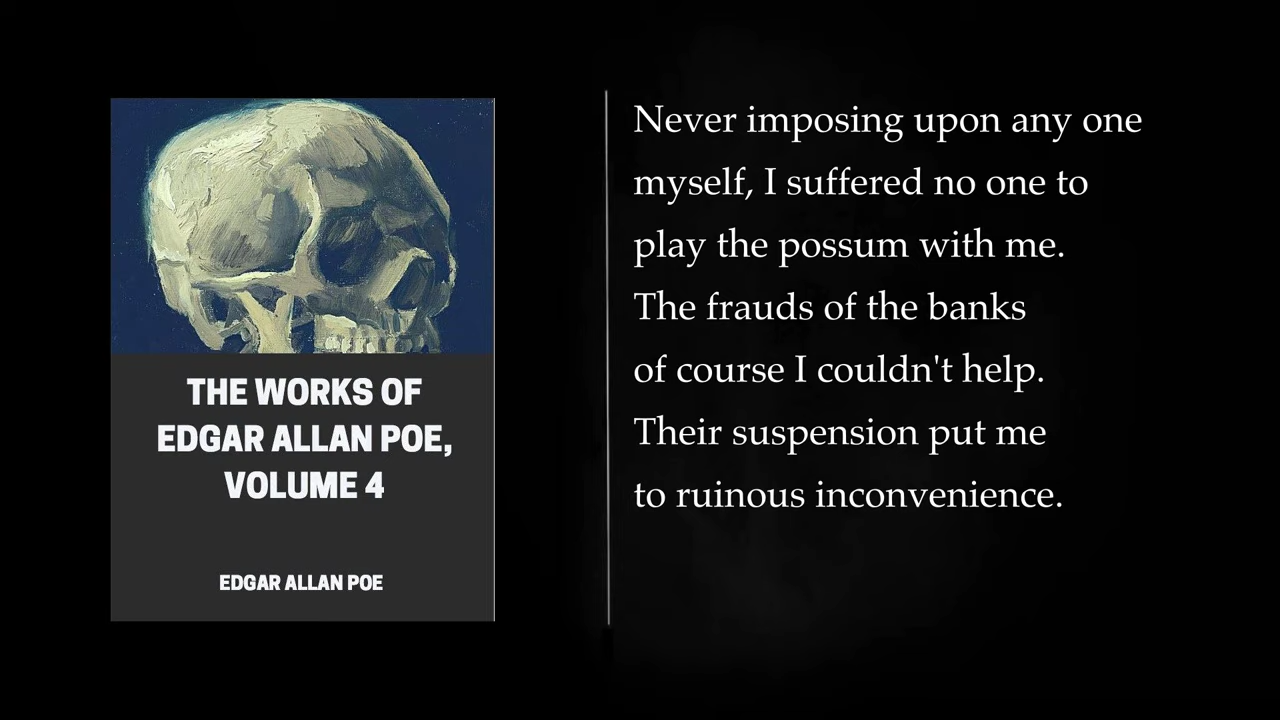 THE WORKS OF
EDGAR ALLAN POE,
VOLUME 4
EDGAR ALLAN POE
Never imposing upon any one
myself, I suffered no one to
play the possum with me.
The frauds of the banks
of course I couldn't help.
Their suspension put me
to ruinous inconvenience.